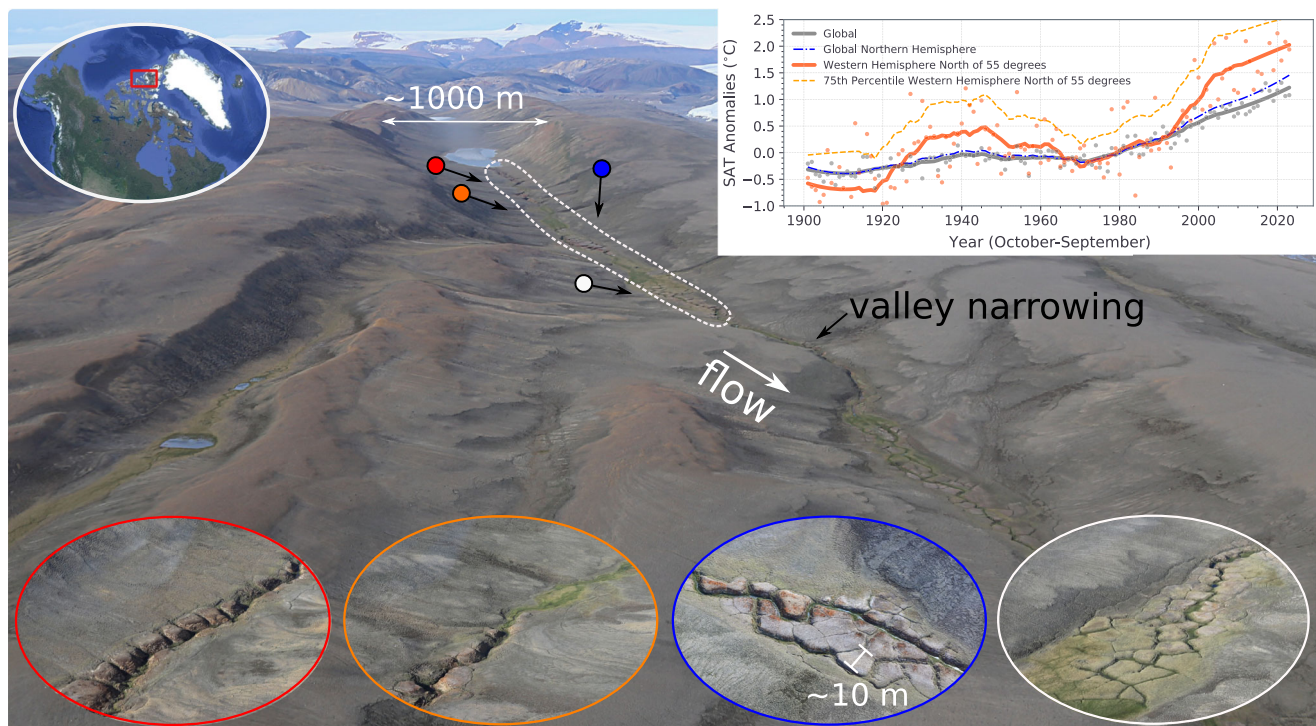 ~1000 m
valley narrowing
flow
~10 m
SAT Anomalies (°C)
2.5
2.0
1.5
1.0
0.5
0.0
−0.5
−1.0
Global
Global Northern Hemisphere
Western Hemisphere North of 55 degrees
75th Percentile Western Hemisphere North of 55 degrees
1900 1920 1940 1960 1980 2000 2020
Year (October-September)